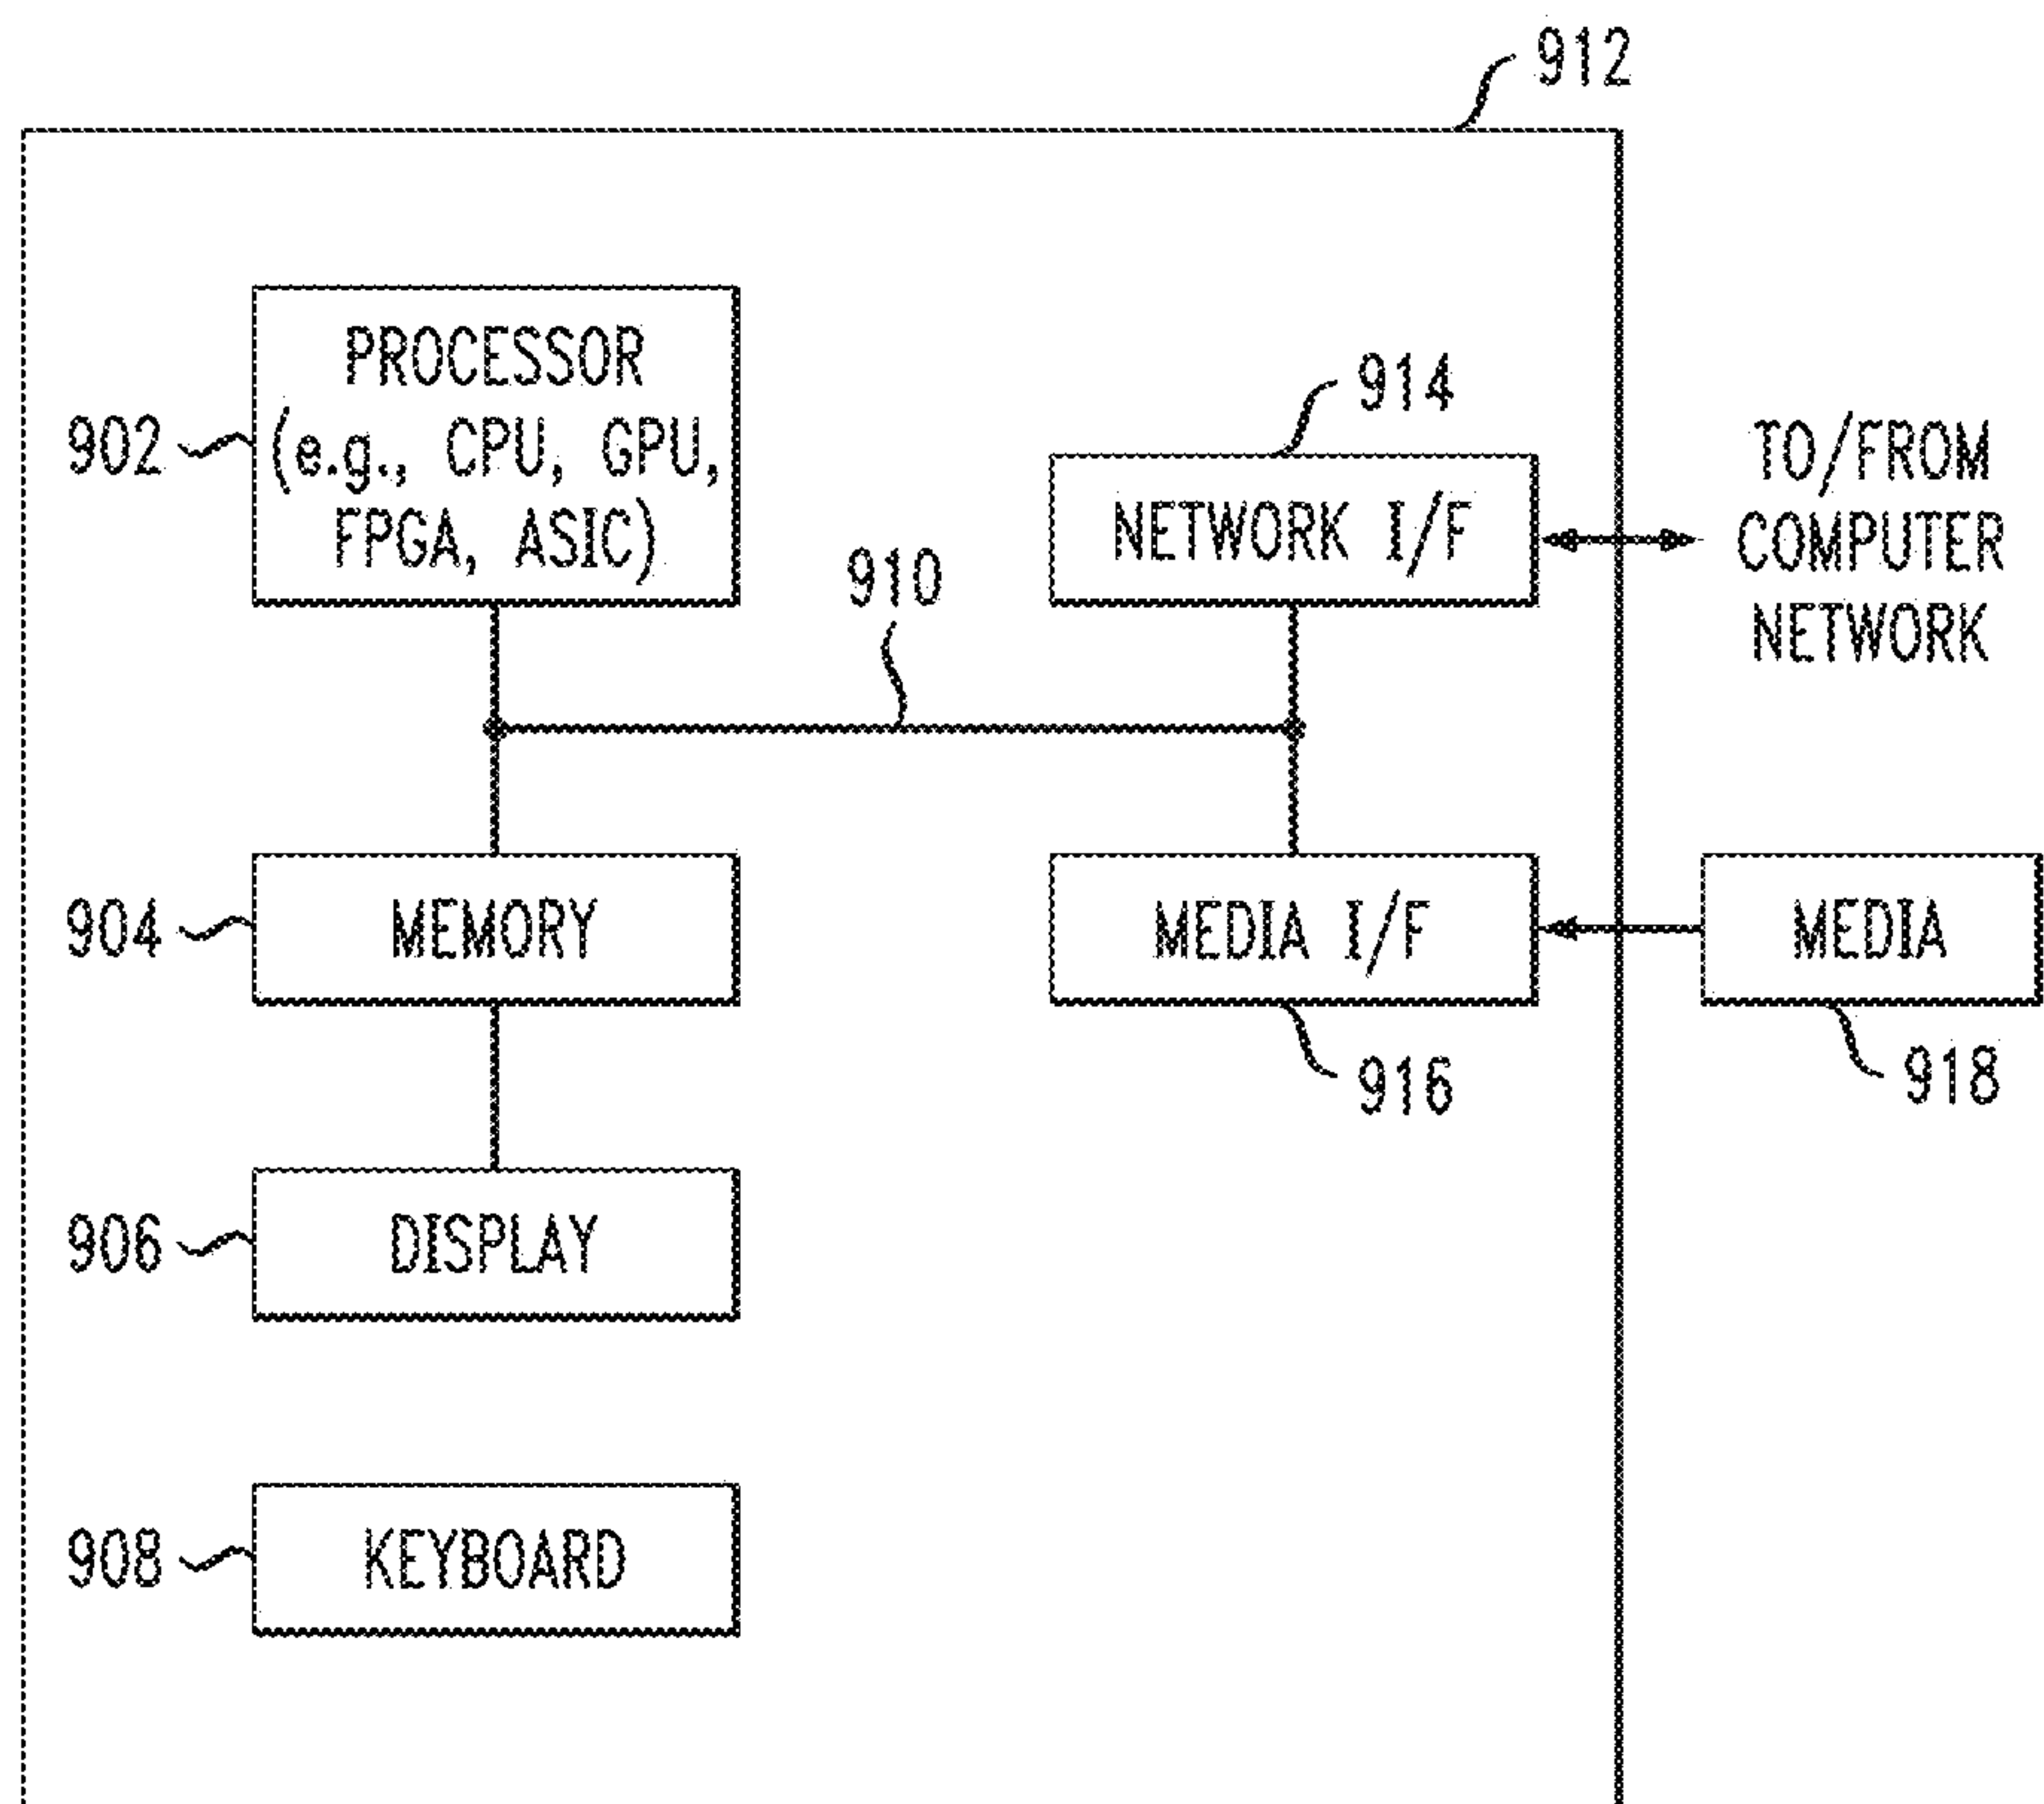 912
PROCESSOR
(e.g., CPU, GPU,
FPGA, ASIC)
902
914
NETWORK I/F
TO/FROM
COMPUTER
NETWORK
910
904
MEMORY
MEDIA I/F
MEDIA
916
918
906
DISPLAY
908
KEYBOARD